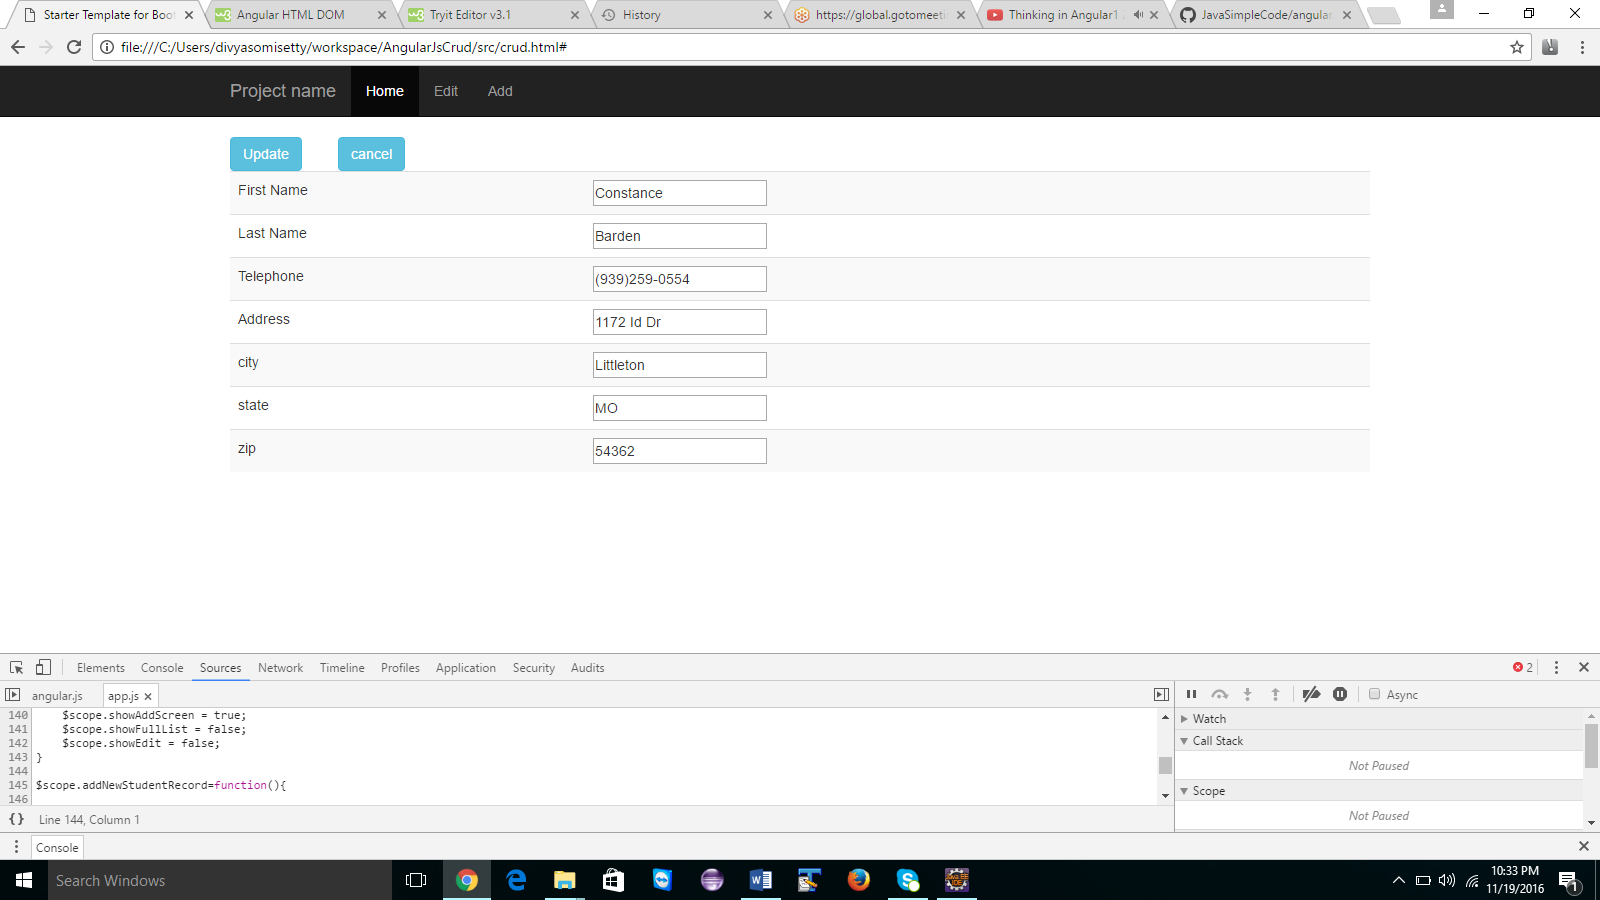 Starter Template for Boot
Angular HTML DOM
Tryit Editor v3.1
History
https://global.gotomeeti
Thinking in Angular1
JavaSimpleCode/angular
file:///C:/Users/divyasomisetty/workspace/AngularJsCrud/src/crud.html#
Project name Home Edit Add
Update cancel
First Name Constance
Last Name Barden
Telephone (939)259-0554
Address 1172 Id Dr
city Littleton
state MO
zip 54362
Elements Console Sources Network Timeline Profiles Application Security Audits 2
angular.js app.js Async
140 $scope.showAddScreen = true;
141 $scope.showFullList = false;
142 $scope.showEdit = false;
143 }
144
145 $scope.addNewStudentRecord=function(){
146
Watch
Call Stack
Not Paused
Scope
Not Paused
{} Line 144, Column 1
Console
Search Windows
10:33 PM
11/19/2016
1